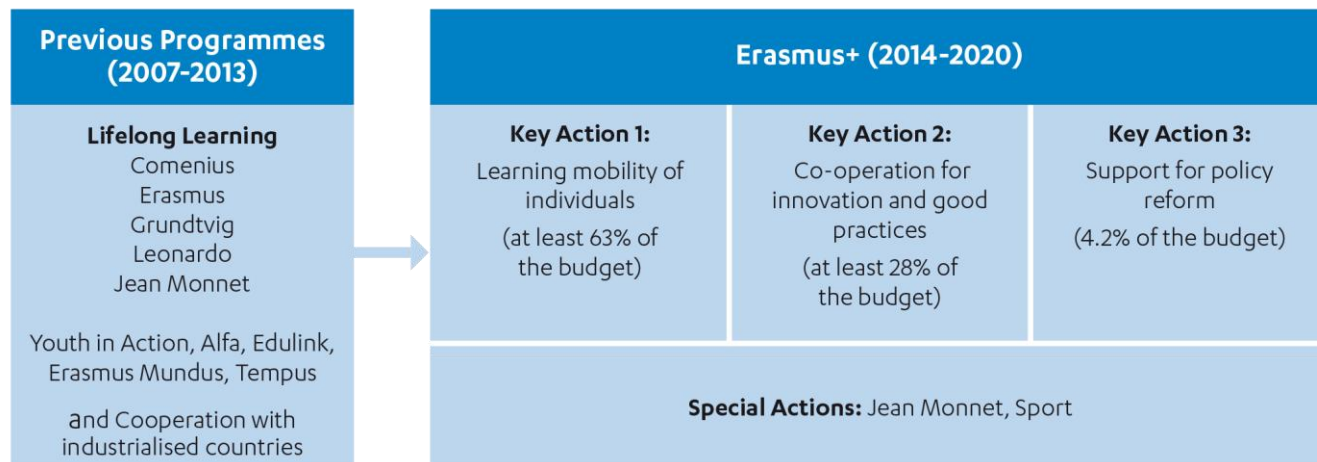 Previous Programmes
(2007-2013)
Lifelong Learning
Comenius
Erasmus
Grundtvig
Leonardo
Jean Monnet
Youth in Action, Alfa, Edulink,
Erasmus Mundus, Tempus
and Cooperation with
industrialised countries
Erasmus+ (2014-2020)
Key Action 1:
Learning mobility of
individuals
(at least 63% of
the budget)
Key Action 2:
Co-operation for
innovation and good
practices
(at least 28% of
the budget)
Key Action 3:
Support for policy
reform
(4.2% of the budget)
Special Actions: Jean Monnet, Sport